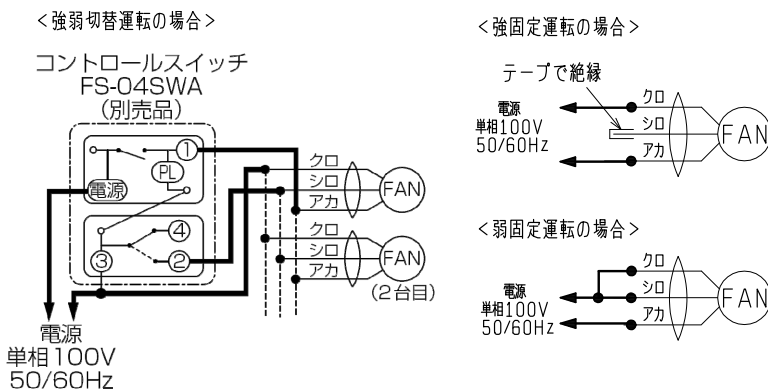 <強弱切替運転の場合>
コントロールスイッチ
FS-04SWA
(別売品)
①
PL
電源
④
③
②
クロ
シロ
アカ
FAN
クロ
シロ
アカ
FAN
(2台目)
電源
単相100V
50/60Hz
<強固定運転の場合>
テープで絶縁
電源
単相100V
50/60Hz
クロ
シロ
アカ
FAN
<弱固定運転の場合>
電源
単相100V
50/60Hz
クロ
シロ
アカ
FAN